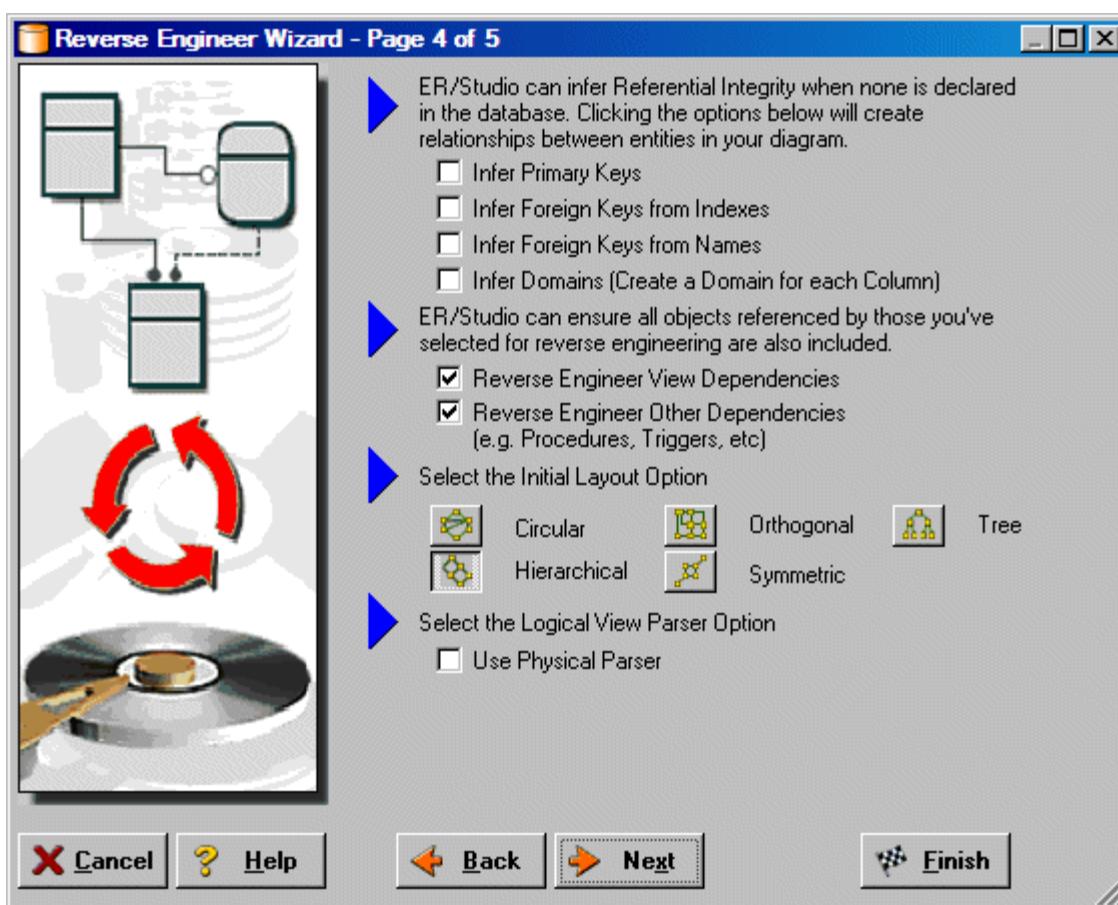 Reverse Engineer Wizard - Page 4 of 5
ER/Studio can infer Referential Integrity when none is declared
in the database. Clicking the options below will create
relationships between entities in your diagram.
Infer Primary Keys
Infer Foreign Keys from Indexes
Infer Foreign Keys from Names
Infer Domains (Create a Domain for each Column)
ER/Studio can ensure all objects referenced by those you've
selected for reverse engineering are also included.
Reverse Engineer View Dependencies
Reverse Engineer Other Dependencies
(e.g. Procedures, Triggers, etc)
Select the Initial Layout Option
Circular Orthogonal Tree
Hierarchical Symmetric
Select the Logical View Parser Option
Use Physical Parser
Cancel Help Back Next Finish